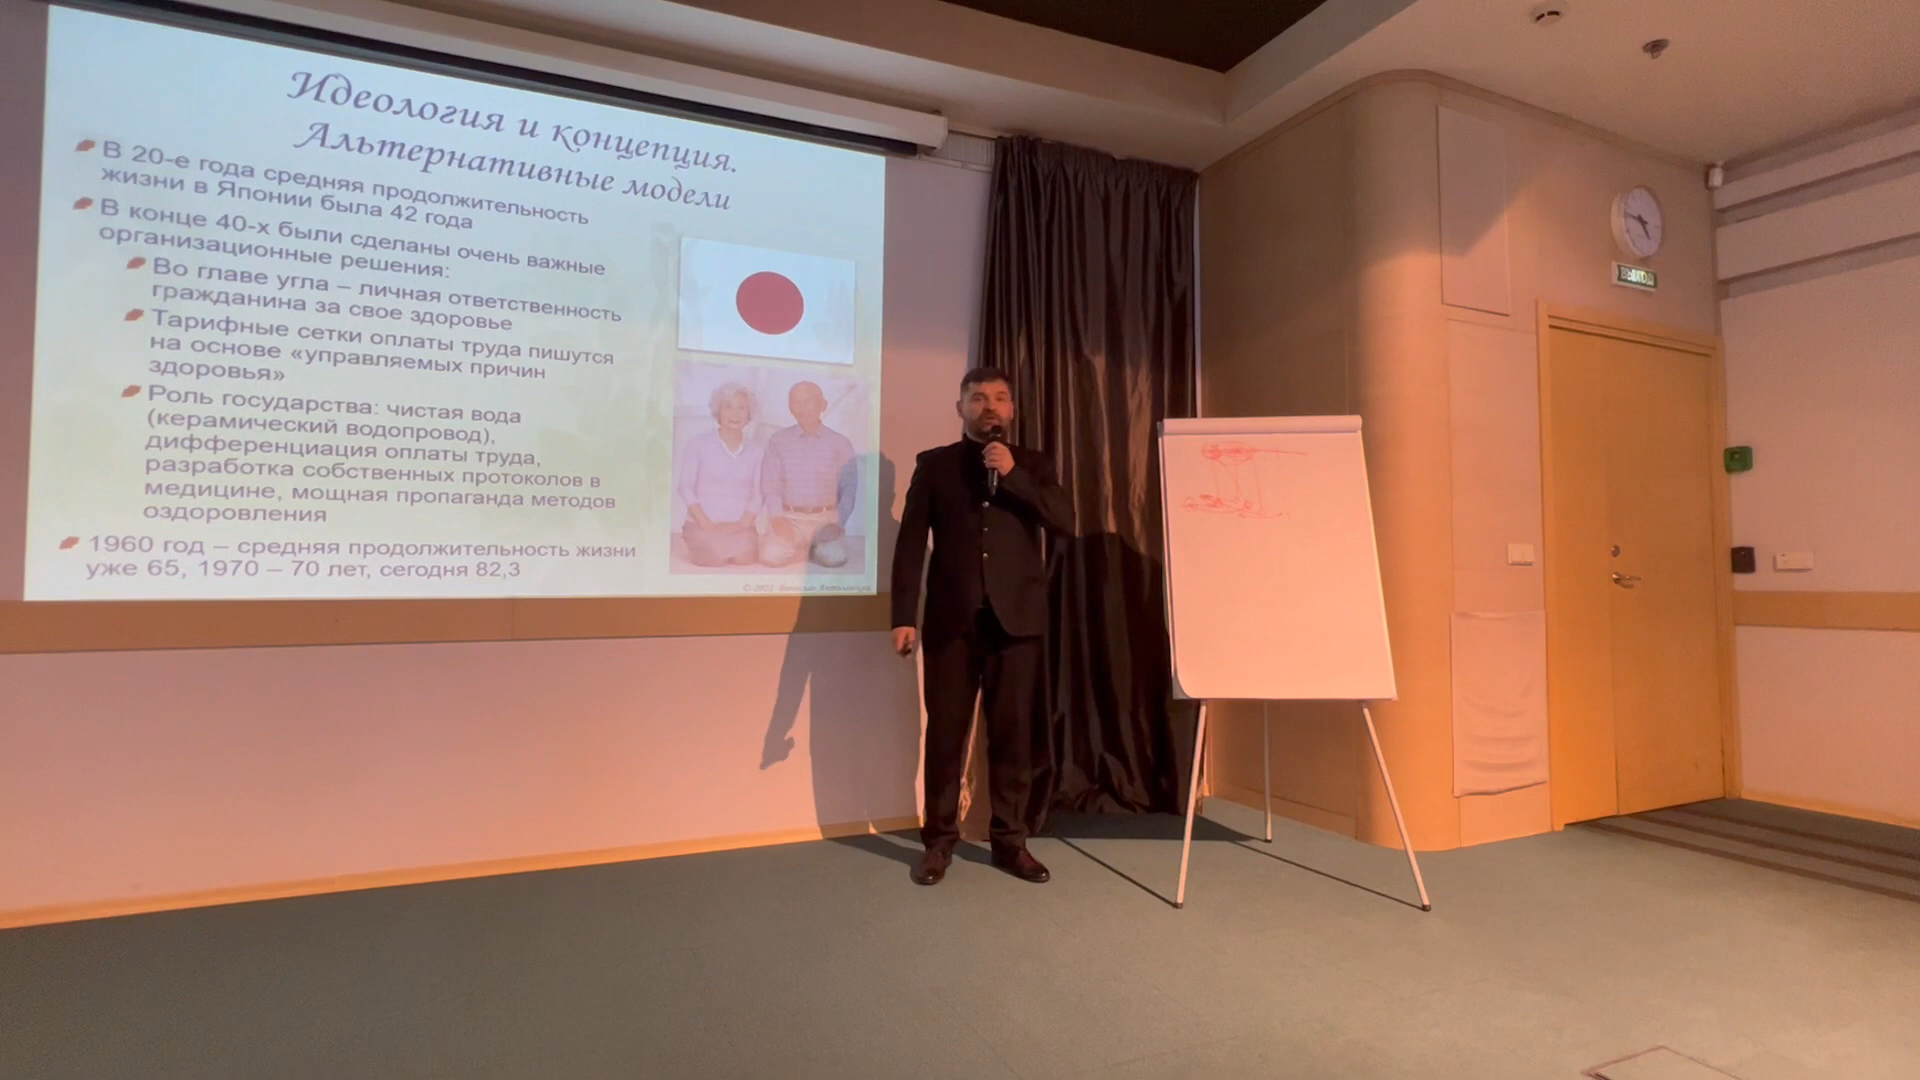 Идеология и концепция.
Альтернативные модели
В 20-е года средняя продолжительность
жизни в Японии была 42 года
В конце 40-х были сделаны очень важные
организационные решения:
Во главе угла – личная ответственность
гражданина за свое здоровье
Тарифные сетки оплаты труда пишутся
на основе «управляемых причин
здоровья»
Роль государства: чистая вода
(керамический водопровод),
дифференциация оплаты труда,
разработка собственных протоколов в
медицине, мощная пропаганда методов
оздоровления
1960 год – средняя продолжительность жизни
уже 65, 1970 – 70 лет, сегодня 82,3
ВЫХОД